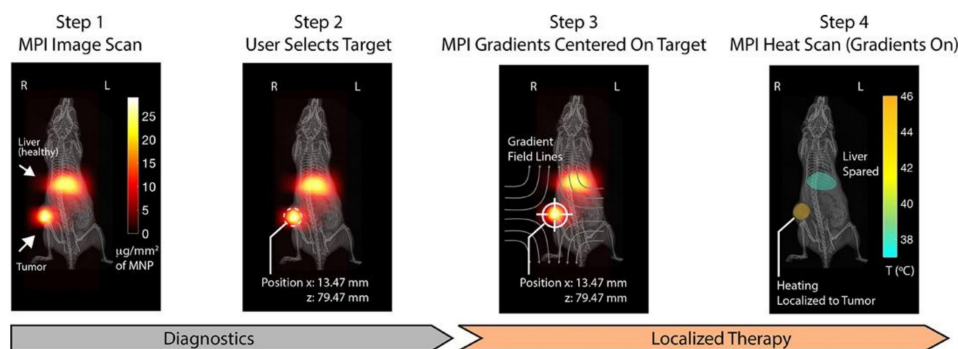 Step 1
MPI Image Scan
R
L
Liver
(healthy)
25
20
15
10
5
0
µg/mm²
of MNP
Tumor
Step 2
User Selects Target
R
L
Position x: 13.47 mm
z: 79.47 mm
Step 3
MPI Gradients Centered On Target
R
L
Gradient
Field Lines
Position x: 13.47 mm
z: 79.47 mm
Step 4
MPI Heat Scan (Gradients On)
R
L
46
44
42
40
38
T (ºC)
Liver
Spared
Heating
Localized to Tumor
Diagnostics
Localized Therapy